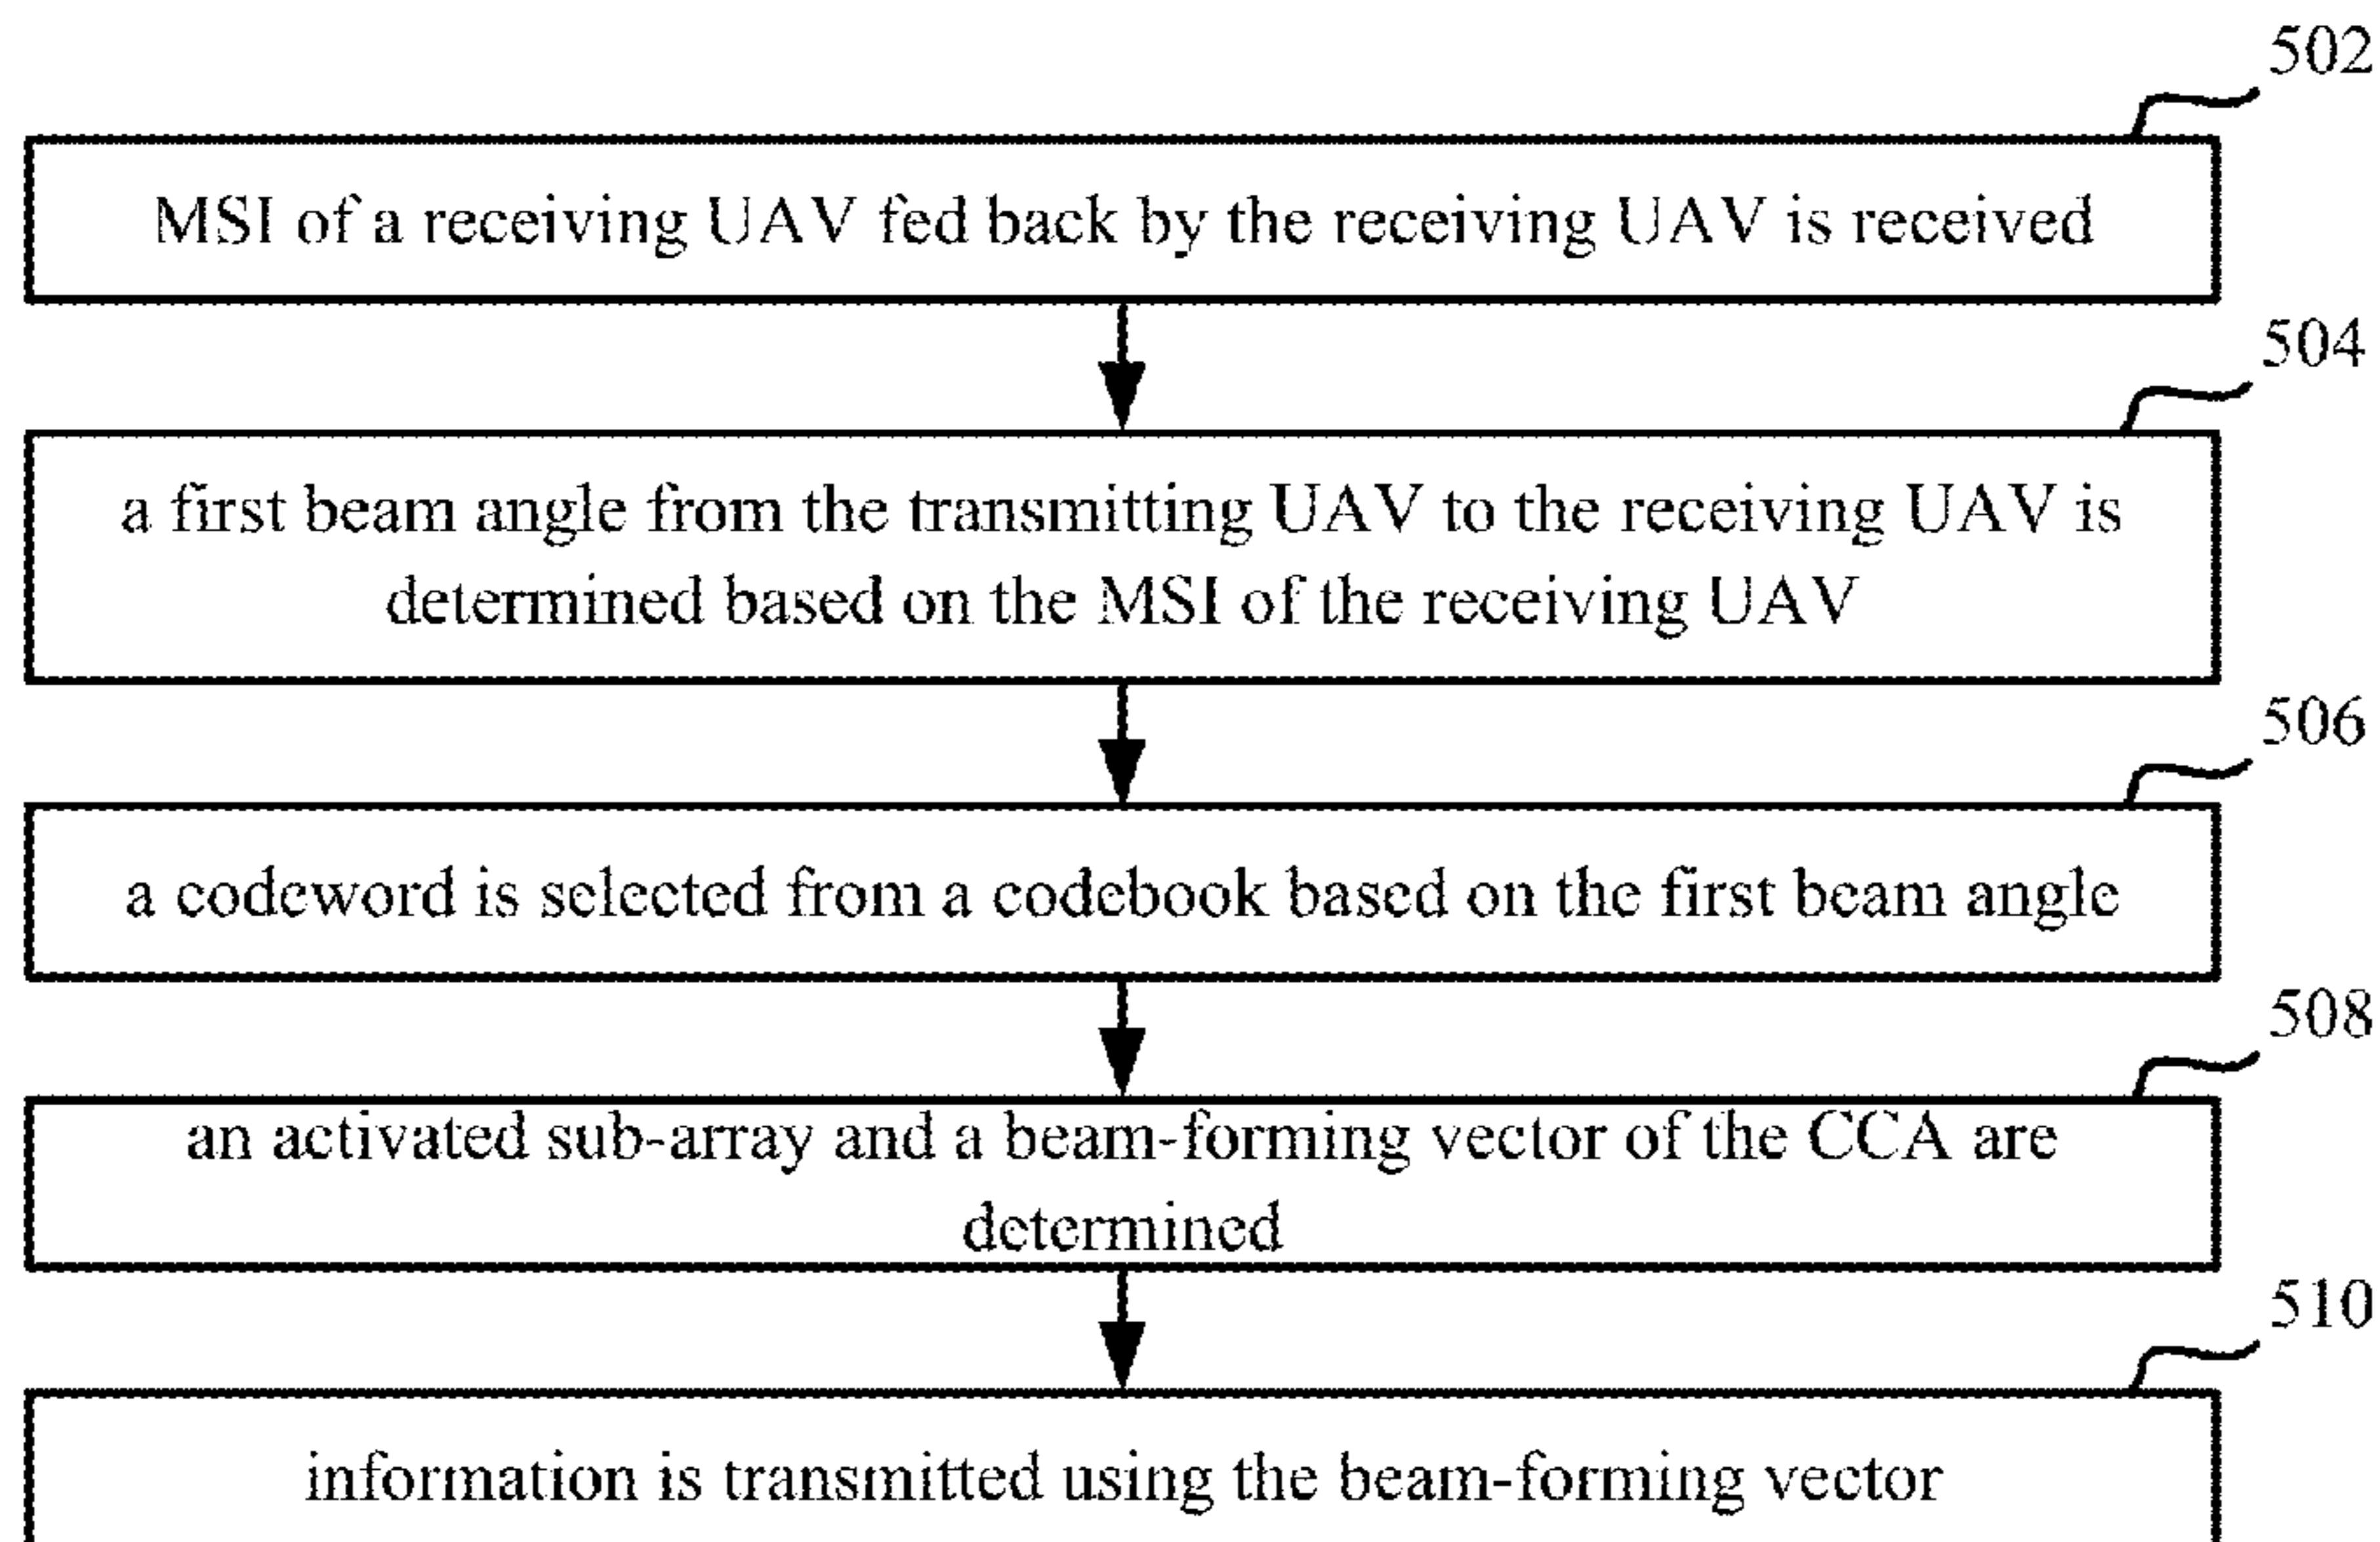 502
MSI of a receiving UAV fed back by the receiving UAV is received
504
a first beam angle from the transmitting UAV to the receiving UAV is
determined based on the MSI of the receiving UAV
506
a codeword is selected from a codebook based on the first beam angle
508
an activated sub-array and a beam-forming vector of the CCA are
determined
510
information is transmitted using the beam-forming vector